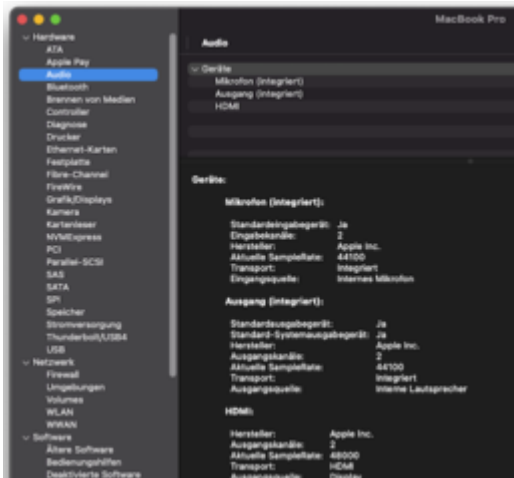 MacBook Pro
Hardware
ATA
Apple Pay
Audio
Bluetooth
Brennen von Medien
Controller
Diagnose
Drucker
Ethernet-Karten
Festplatte
Fibre-Channel
FireWire
Grafik/Displays
Kamera
Kartenleser
NVMExpress
PCI
Parallel-SCSI
SAS
SATA
SPI
Speicher
Stromversorgung
Thunderbolt/USB4
USB
Netzwerk
Firewall
Umgebungen
Volumes
WLAN
WWAN
Software
Ältere Software
Bedienungshilfen
Deaktivierte Software
Audio
Geräte
Mikrofon (integriert)
Ausgang (integriert)
HDMI
Geräte:
Mikrofon (integriert):
Standardeingabegerät: Ja
Eingabekanäle: 2
Hersteller: Apple Inc.
Aktuelle SampleRate: 44100
Transport: Integriert
Eingangsquelle: Internes Mikrofon
Ausgang (integriert):
Standardausgabegerät: Ja
Standard-Systemausgabegerät: Ja
Hersteller: Apple Inc.
Ausgangskanäle: 2
Aktuelle SampleRate: 44100
Transport: Integriert
Ausgangsquelle: Interne Lautsprecher
HDMI:
Hersteller: Apple Inc.
Ausgangskanäle: 2
Aktuelle SampleRate: 48000
Transport: HDMI
Ausgangsquelle: Display